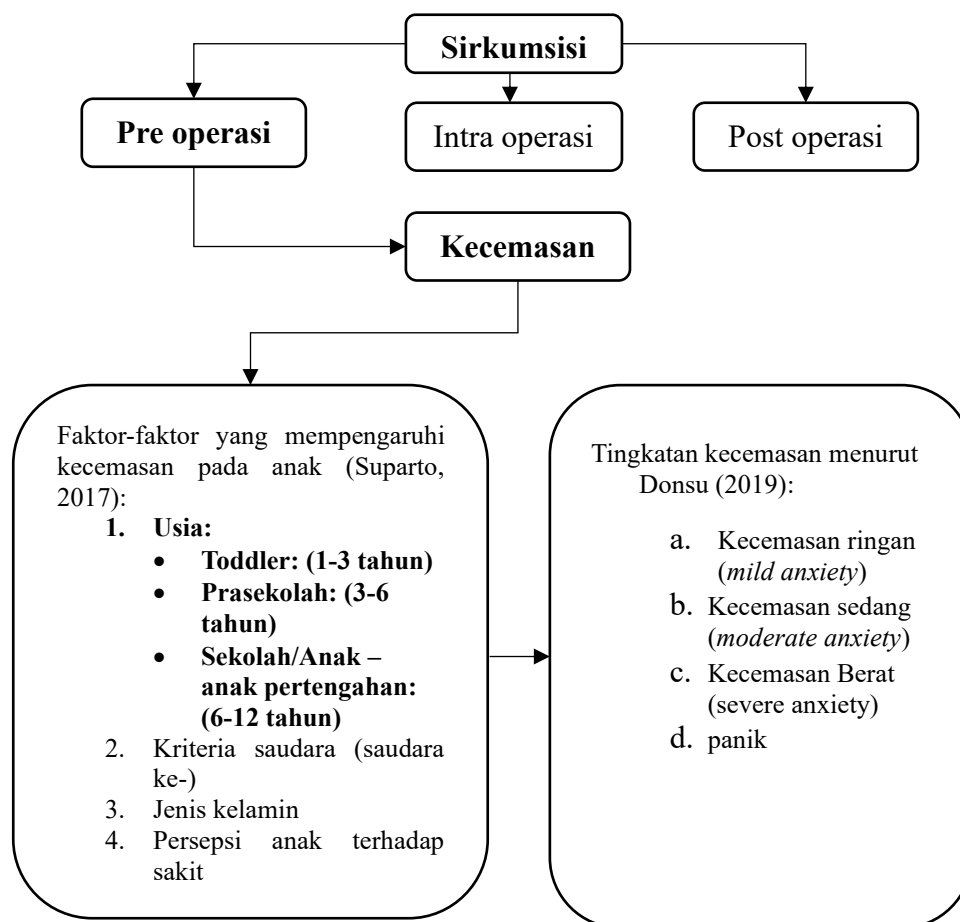 Sirkumsisi
Pre operasi
Intra operasi
Post operasi
Kecemasan
Faktor-faktor yang mempengaruhi
kecemasan pada anak (Suparto,
2017):
1. Usia:
• Toddler: (1-3 tahun)
• Prasekolah: (3-6
tahun)
• Sekolah/Anak –
anak pertengahan:
(6-12 tahun)
2. Kriteria saudara (saudara
ke-)
3. Jenis kelamin
4. Persepsi anak terhadap
sakit
Tingkatan kecemasan menurut
Donsu (2019):
a. Kecemasan ringan
(mild anxiety)
b. Kecemasan sedang
(moderate anxiety)
c. Kecemasan Berat
(severe anxiety)
d. panik